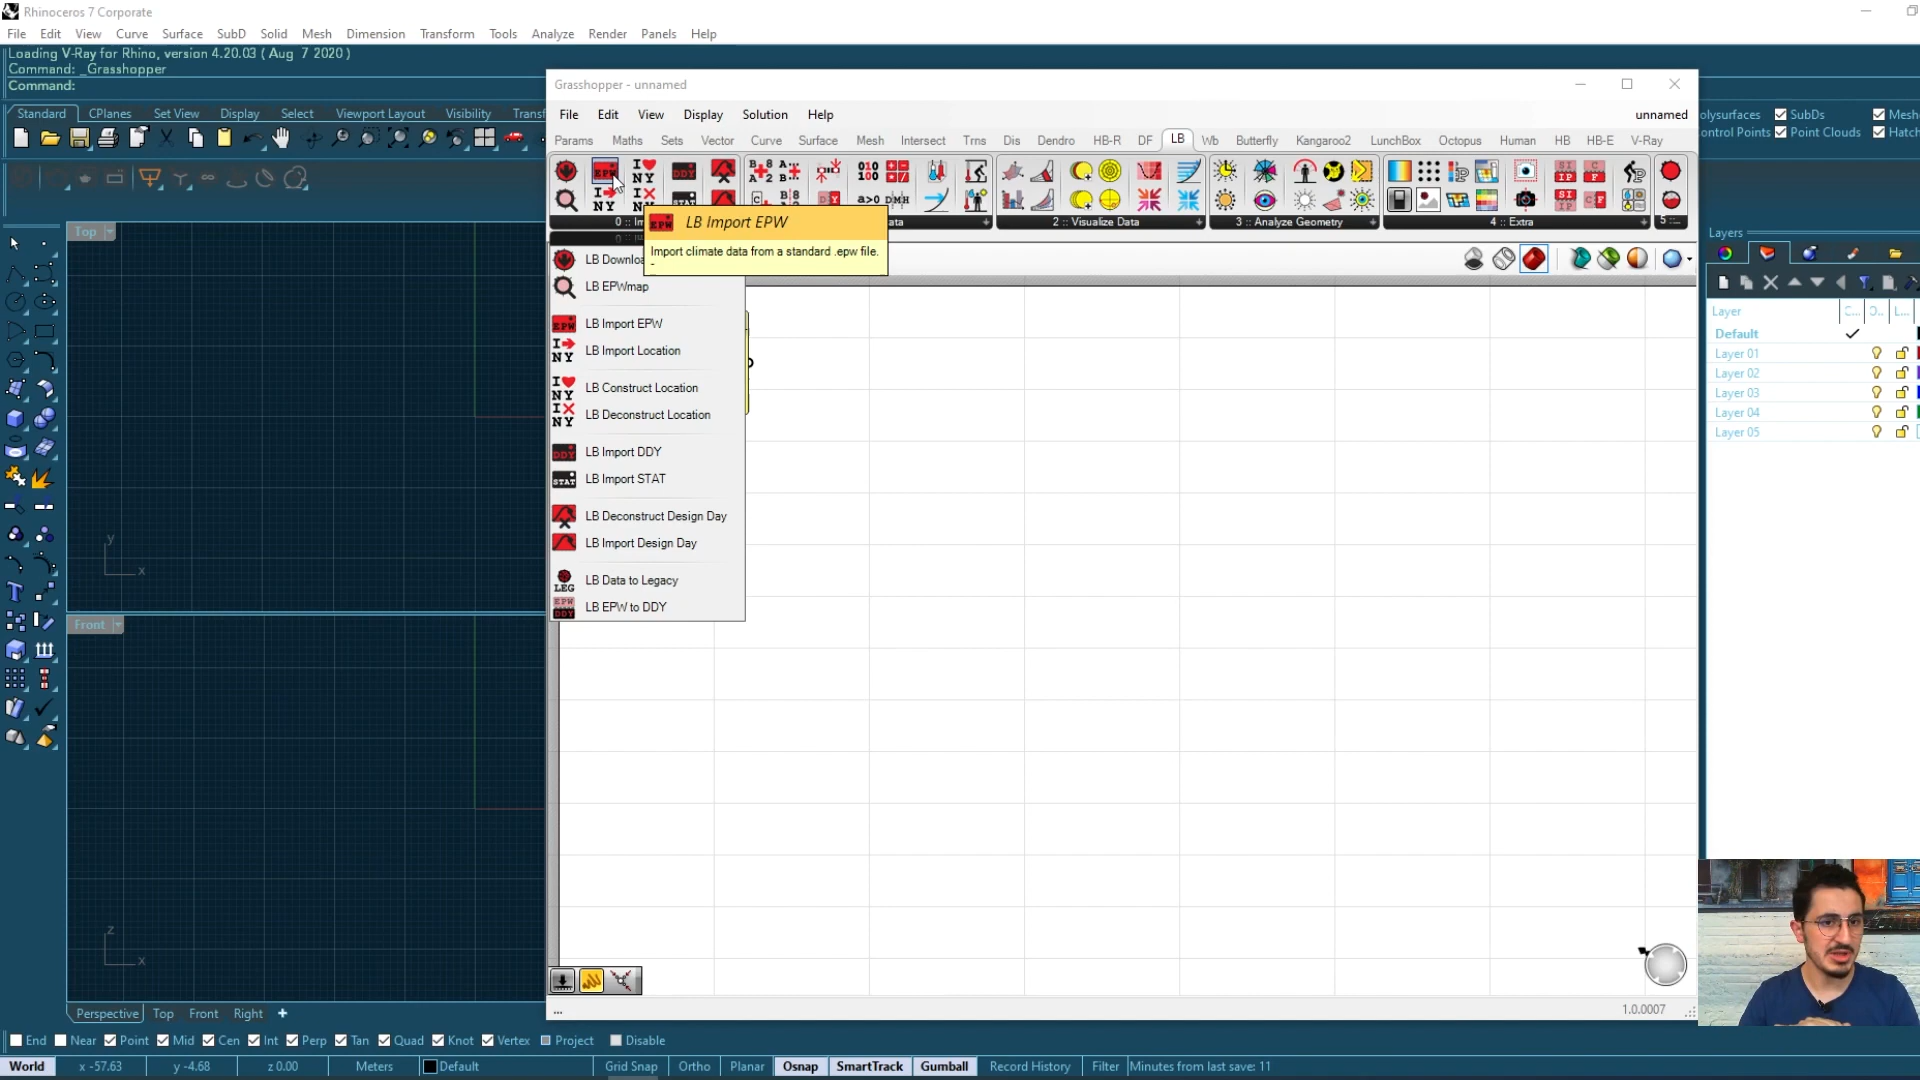 Rhinoceros 7 Corporate
File Edit View Curve Surface SubD Solid Mesh Dimension Transform Tools Analyze Render Panels Help
Loading V-Ray for Rhino, version 4.20.03 ( Aug 7 2020 )
Command: _Grasshopper
Command:
Standard CPlanes Set View Display Select Viewport Layout Visibility Transf
Grasshopper - unnamed
File Edit View Display Solution Help unnamed
Params Maths Sets Vector Curve Surface Mesh Intersect Trns Dis Dendro HB-R DF LB Wb Butterfly Kangaroo2 LunchBox Octopus Human HB HB-E V-Ray
2 :: Visualize Data
3 :: Analyze Geometry
4 :: Extra
LB Import EPW
Import climate data from a standard .epw file.
-
LB Downloa
LB EPWmap
LB Import EPW
LB Import Location
LB Construct Location
LB Deconstruct Location
LB Import DDY
LB Import STAT
LB Deconstruct Design Day
LB Import Design Day
LB Data to Legacy
LB EPW to DDY
...
1.0.0007
olysurfaces SubDs Meshe
ontrol Points Point Clouds Hatch
Layers
Layer C... O.. L...
Default
Layer 01
Layer 02
Layer 03
Layer 04
Layer 05
Top
y
x
Front
z
x
Perspective Top Front Right
End Near Point Mid Cen Int Perp Tan Quad Knot Vertex Project Disable
World x -57.63 y -4.68 z 0.00 Meters Default Grid Snap Ortho Planar Osnap SmartTrack Gumball Record History Filter Minutes from last save: 11